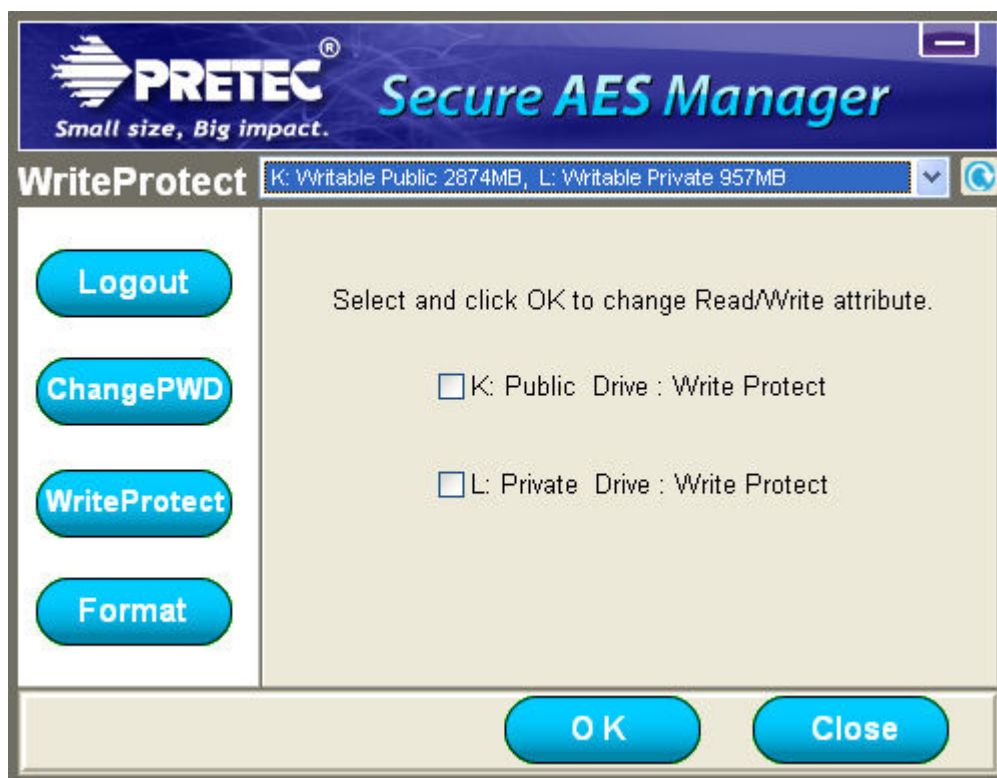 PRETEC®
Small size, Big impact.
Secure AES Manager
WriteProtect
K: Writable Public 2874MB, L: Writable Private 957MB
Logout
Select and click OK to change Read/Write attribute.
ChangePWD
K: Public Drive : Write Protect
WriteProtect
L: Private Drive : Write Protect
Format
O K
Close